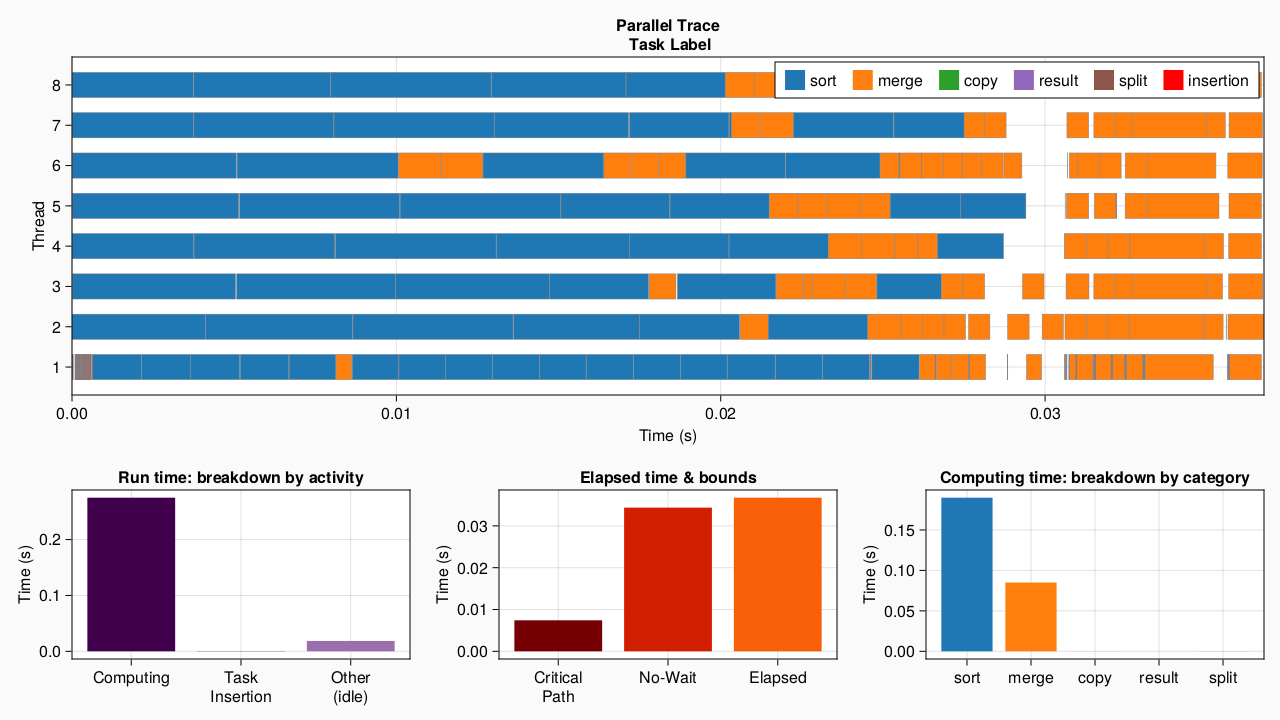 Parallel Trace
Task Label
sort merge copy result split insertion
Thread
8
7
6
5
4
3
2
1
0.00 0.01 0.02 0.03
Time (s)
Run time: breakdown by activity
Time (s)
0.2
0.1
0.0
Computing Task Insertion Other (idle)
Elapsed time & bounds
Time (s)
0.03
0.02
0.01
0.00
Critical Path No-Wait Elapsed
Computing time: breakdown by category
Time (s)
0.15
0.10
0.05
0.00
sort merge copy result split